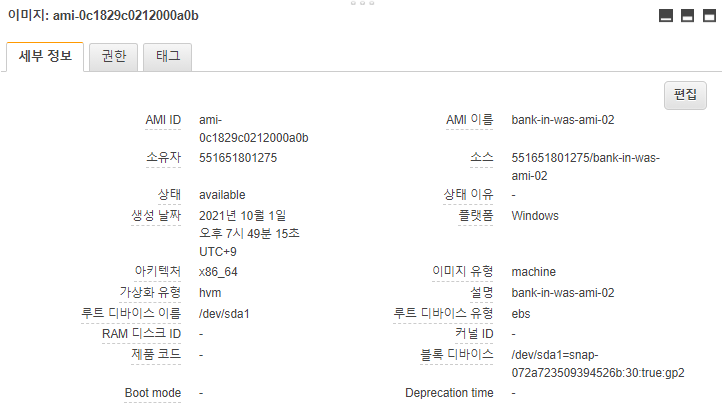 이미지: ami-0c1829c0212000a0b
세부 정보 권한 태그
편집
AMI ID ami-0c1829c0212000a0b AMI 이름 bank-in-was-ami-02
소유자 551651801275 소스 551651801275/bank-in-was-ami-02
상태 available 상태 이유 -
생성 날짜 2021년 10월 1일 플랫폼 Windows
오후 7시 49분 15초
UTC+9
아키텍처 x86_64 이미지 유형 machine
가상화 유형 hvm 설명 bank-in-was-ami-02
루트 디바이스 이름 /dev/sda1 루트 디바이스 유형 ebs
RAM 디스크 ID - 커널 ID -
제품 코드 - 블록 디바이스 /dev/sda1=snap-072a723509394526b:30:true:gp2
Boot mode - Deprecation time -